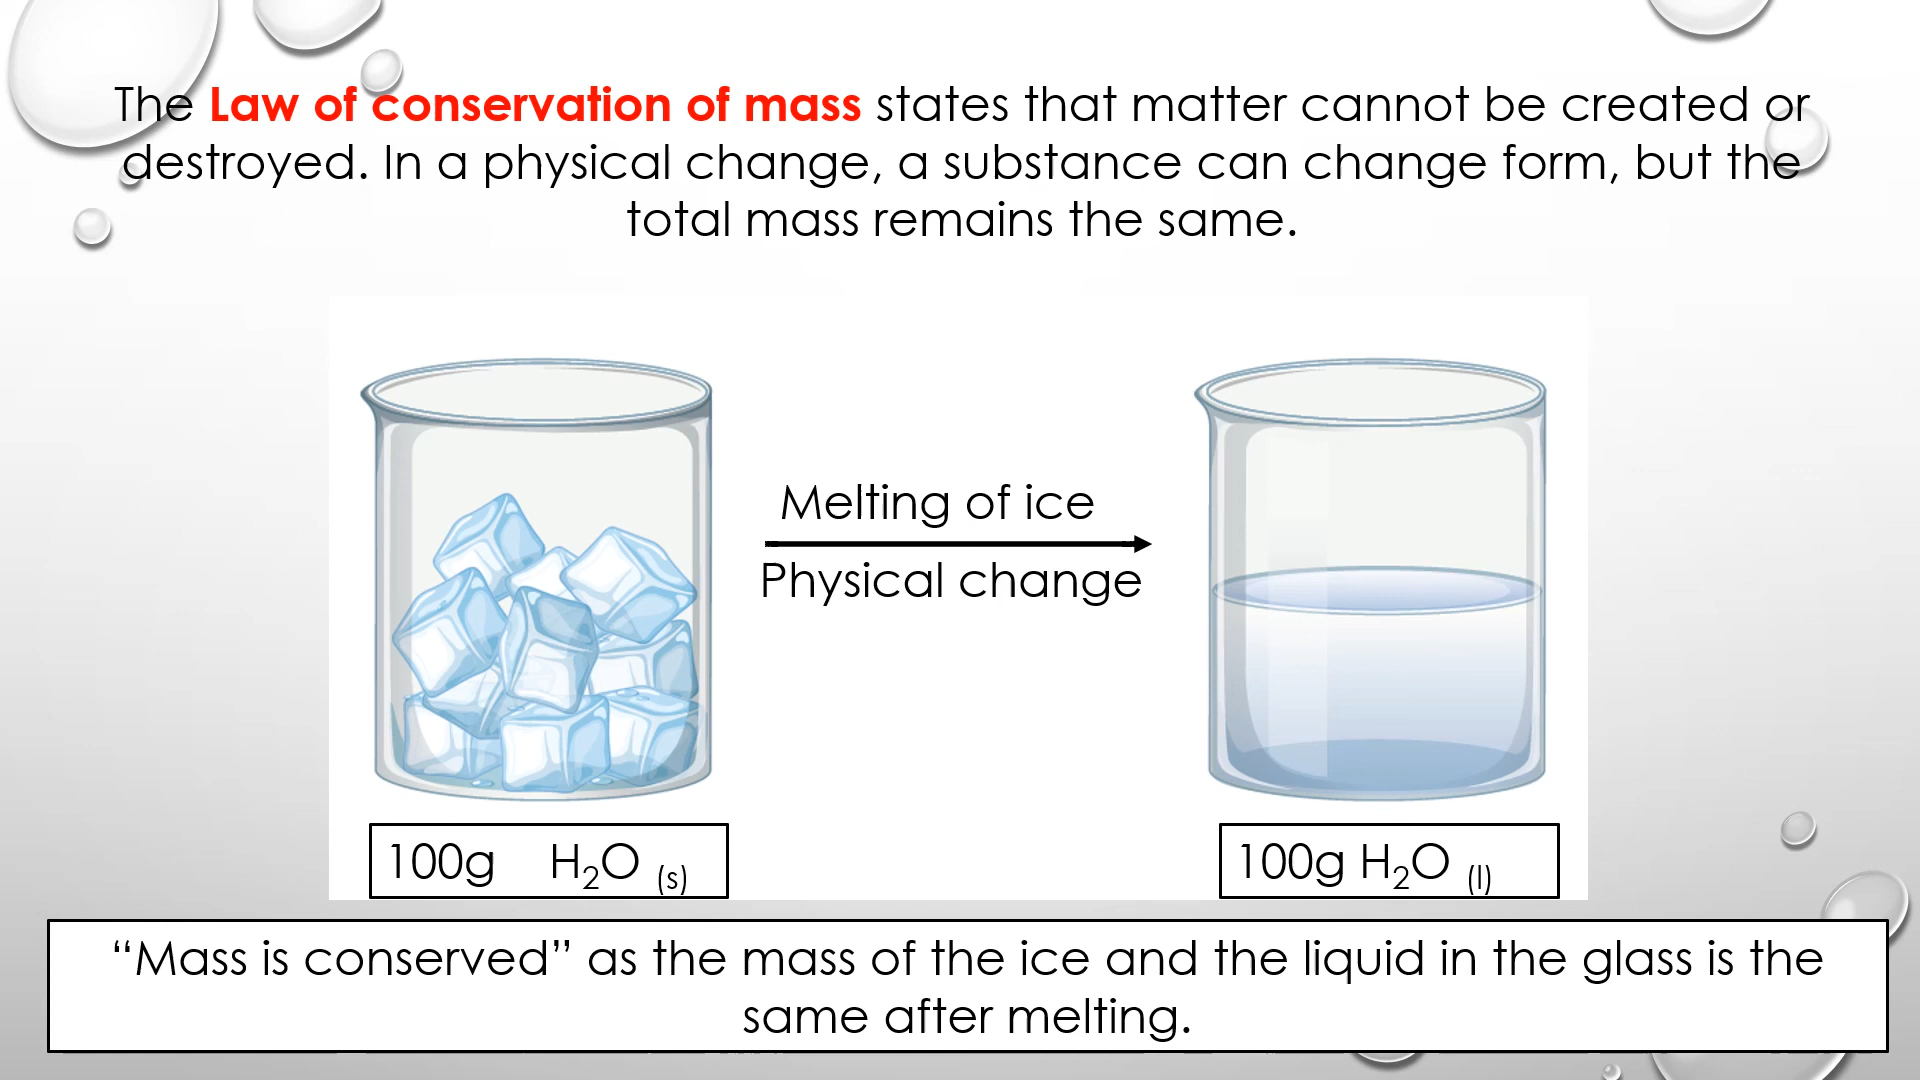 The Law of conservation of mass states that matter cannot be created or
destroyed. In a physical change, a substance can change form, but the
total mass remains the same.
Melting of ice
Physical change
100g H₂O (s)
100g H₂O (l)
“Mass is conserved” as the mass of the ice and the liquid in the glass is the
same after melting.